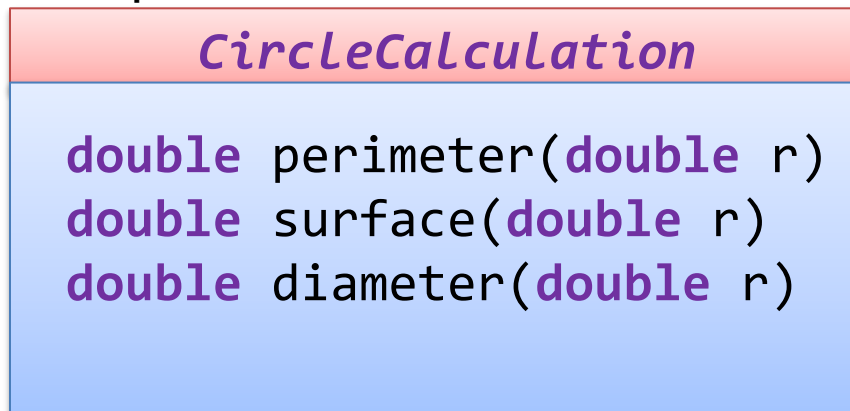 CircleCalculation
double perimeter(double r)
double surface(double r)
double diameter(double r)